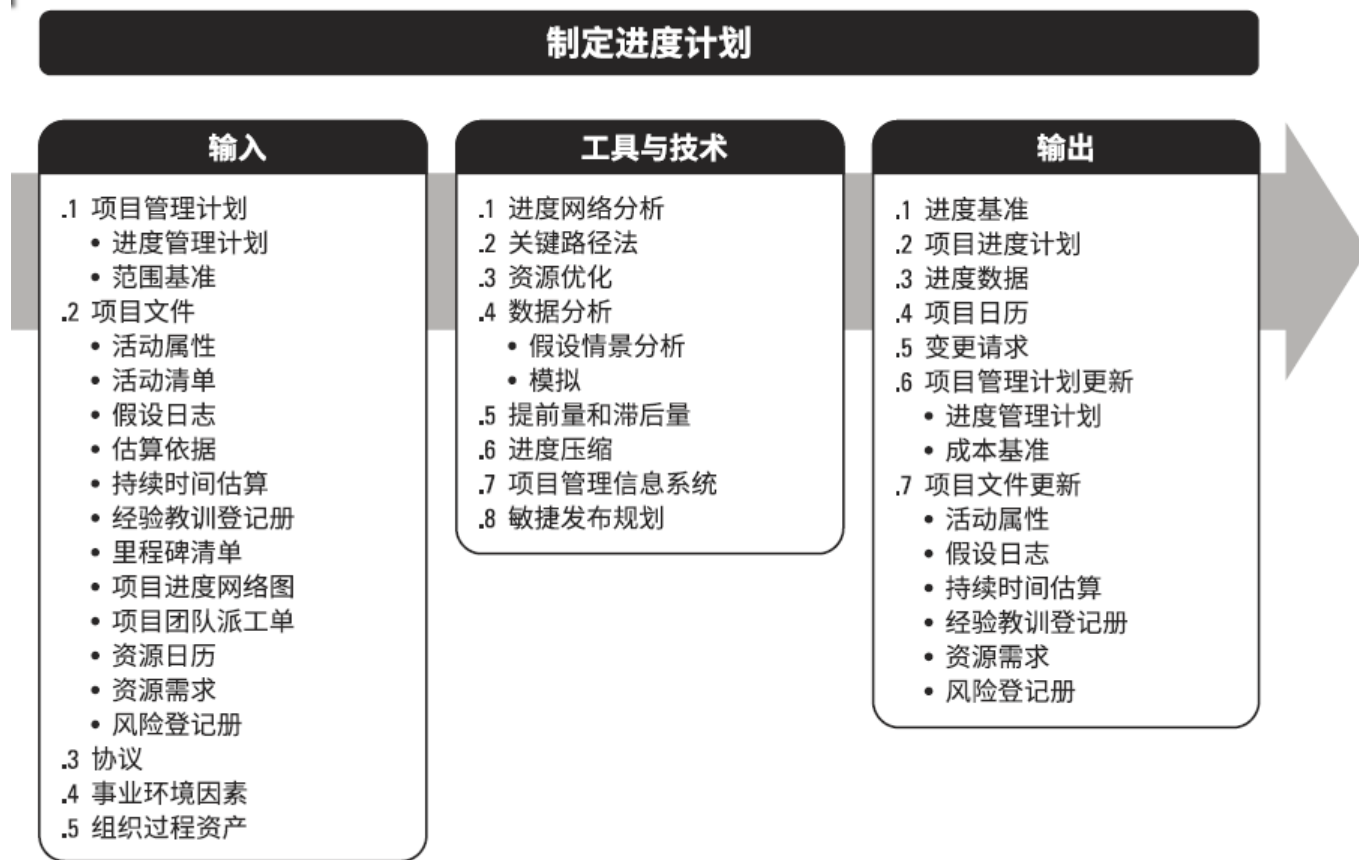 制定进度计划
输入
.1 项目管理计划
• 进度管理计划
• 范围基准
.2 项目文件
• 活动属性
• 活动清单
• 假设日志
• 估算依据
• 持续时间估算
• 经验教训登记册
• 里程碑清单
• 项目进度网络图
• 项目团队派工单
• 资源日历
• 资源需求
• 风险登记册
.3 协议
.4 事业环境因素
.5 组织过程资产
工具与技术
.1 进度网络分析
.2 关键路径法
.3 资源优化
.4 数据分析
• 假设情景分析
• 模拟
.5 提前量和滞后量
.6 进度压缩
.7 项目管理信息系统
.8 敏捷发布规划
输出
.1 进度基准
.2 项目进度计划
.3 进度数据
.4 项目日历
.5 变更请求
.6 项目管理计划更新
• 进度管理计划
• 成本基准
.7 项目文件更新
• 活动属性
• 假设日志
• 持续时间估算
• 经验教训登记册
• 资源需求
• 风险登记册